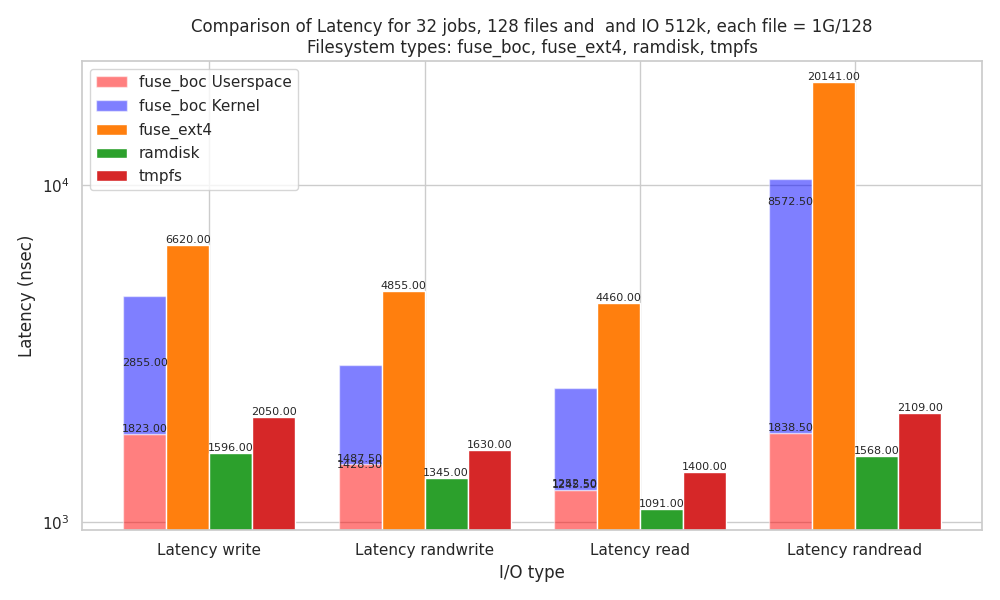 Comparison of Latency for 32 jobs, 128 files and  and IO 512k, each file = 1G/128
Filesystem types: fuse_boc, fuse_ext4, ramdisk, tmpfs
fuse_boc Userspace
fuse_boc Kernel
fuse_ext4
ramdisk
tmpfs
Latency (nsec)
10⁴
10³
2855.00
1823.00
6620.00
1596.00
2050.00
1487.50
1428.50
4855.00
1345.00
1630.00
4460.00
1091.00
1400.00
8572.50
1838.50
20141.00
1568.00
2109.00
Latency write
Latency randwrite
Latency read
Latency randread
I/O type